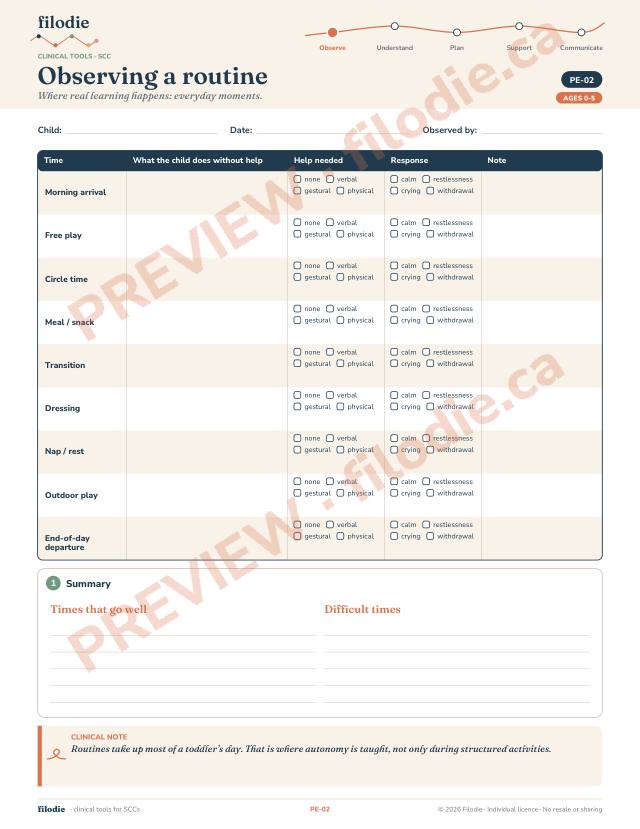 filodie
CLINICAL TOOLS · SCC
Observe Understand Plan Support Communicate
Observing a routine
Where real learning happens: everyday moments.
PE-02
AGES 0-5
Child: Date: Observed by:
Time What the child does without help Help needed Response Note
Morning arrival
none verbal
gestural physical
calm restlessness
crying withdrawal
Free play
none verbal
gestural physical
calm restlessness
crying withdrawal
Circle time
none verbal
gestural physical
calm restlessness
crying withdrawal
Meal / snack
none verbal
gestural physical
calm restlessness
crying withdrawal
Transition
none verbal
gestural physical
calm restlessness
crying withdrawal
Dressing
none verbal
gestural physical
calm restlessness
crying withdrawal
Nap / rest
none verbal
gestural physical
calm restlessness
crying withdrawal
Outdoor play
none verbal
gestural physical
calm restlessness
crying withdrawal
End-of-day
departure
none verbal
gestural physical
calm restlessness
crying withdrawal
1 Summary
Times that go well Difficult times
CLINICAL NOTE
Routines take up most of a toddler's day. That is where autonomy is taught, not only during structured activities.
filodie · clinical tools for SCCs PE-02 © 2026 Filodie · Individual licence · No resale or sharing
PREVIEW · filodie.ca
PREVIEW · filodie.ca